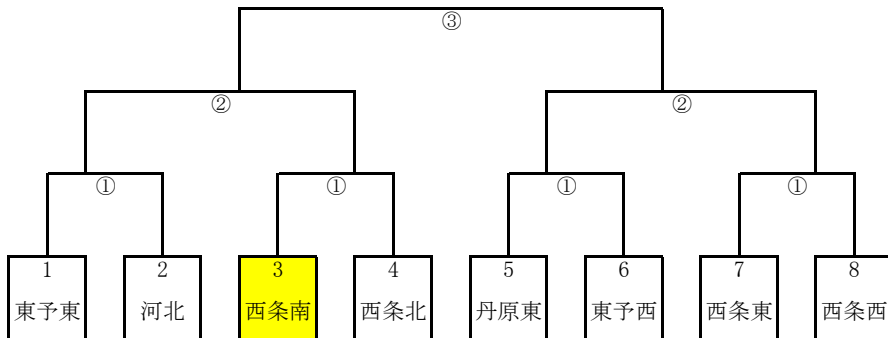 ③
② ②
① ① ① ①
1 2 3 4 5 6 7 8
東予東 河北 西条南 西条北 丹原東 東予西 西条東 西条西